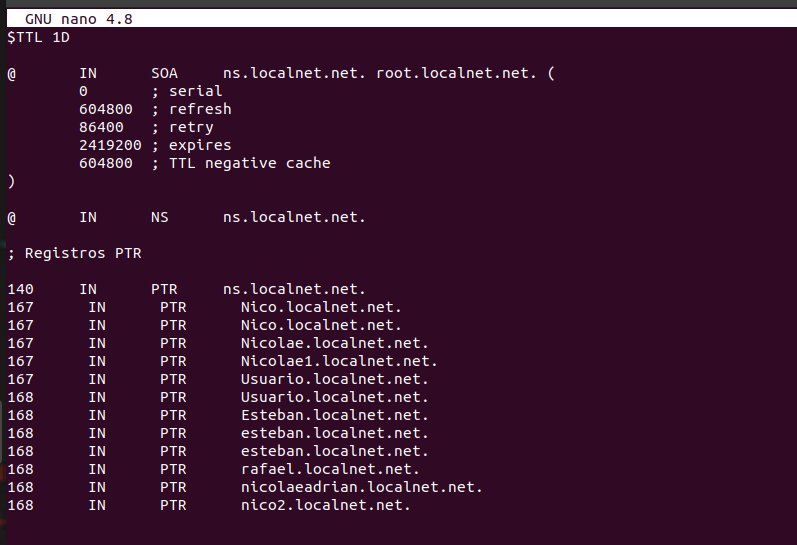 GNU nano 4.8
$TTL 1D
@ IN SOA ns.localnet.net. root.localnet.net. (
0 ; serial
604800 ; refresh
86400 ; retry
2419200 ; expires
604800 ; TTL negative cache
)
@ IN NS ns.localnet.net.
; Registros PTR
140 IN PTR ns.localnet.net.
167 IN PTR Nico.localnet.net.
167 IN PTR Nico.localnet.net.
167 IN PTR Nicolae.localnet.net.
167 IN PTR Nicolae1.localnet.net.
167 IN PTR Usuario.localnet.net.
168 IN PTR Usuario.localnet.net.
168 IN PTR Esteban.localnet.net.
168 IN PTR esteban.localnet.net.
168 IN PTR esteban.localnet.net.
168 IN PTR rafael.localnet.net.
168 IN PTR nicolaeadrian.localnet.net.
168 IN PTR nico2.localnet.net.